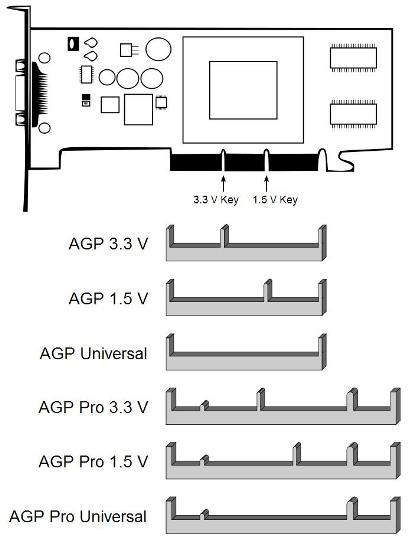 3.3 V Key 1.5 V Key
AGP 3.3 V
AGP 1.5 V
AGP Universal
AGP Pro 3.3 V
AGP Pro 1.5 V
AGP Pro Universal